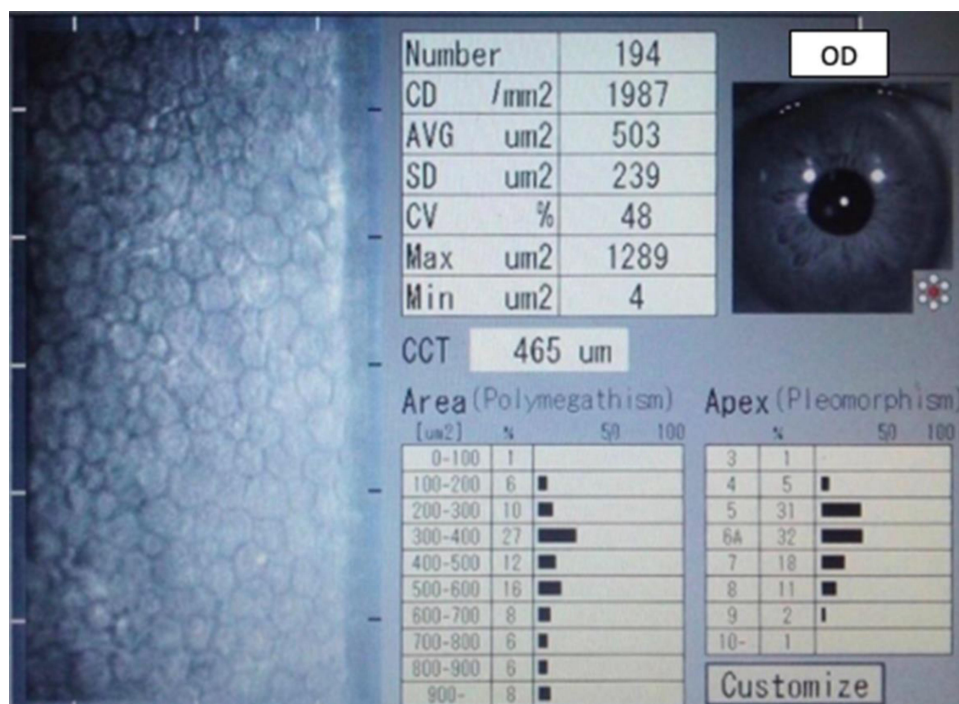 Number 194
CD /mm2 1987
AVG um2 503
SD um2 239
CV % 48
Max um2 1289
Min um2 4
OD
CCT 465 um
Area (Polymegathism)
[um2] % 50 100
0-100 1
100-200 6
200-300 10
300-400 27
400-500 12
500-600 16
600-700 8
700-800 6
800-900 6
900- 8
Apex (Pleomorphism)
% 50 100
3 1
4 5
5 31
6A 32
7 18
8 11
9 2
10- 1
Customize